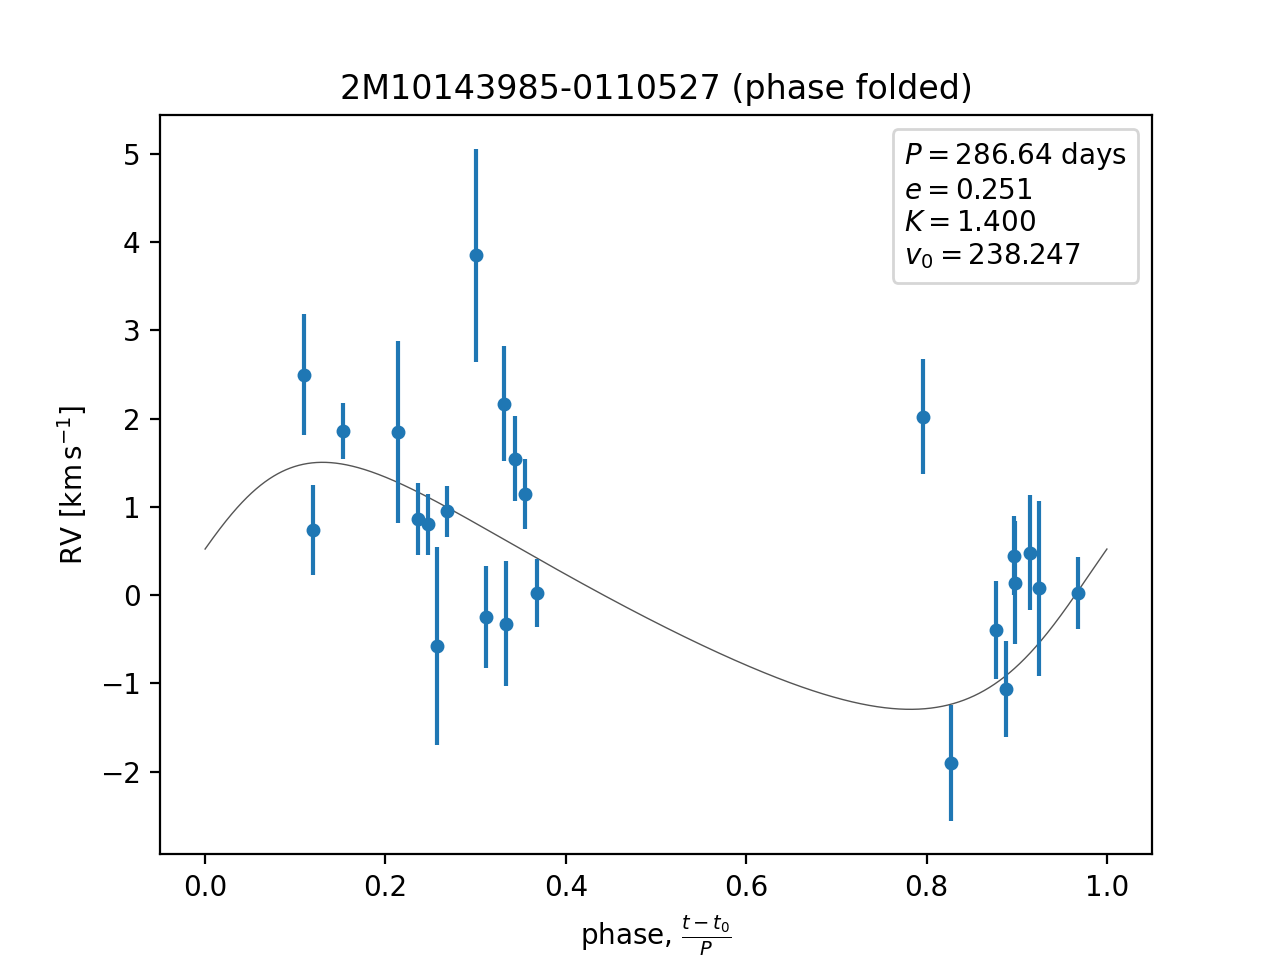 2M10143985-0110527 (phase folded)
P = 286.64 days
e = 0.251
K = 1.400
v₀ = 238.247
5
4
3
2
1
0
−1
−2
RV [km s⁻¹]
0.0 0.2 0.4 0.6 0.8 1.0
phase, (t − t₀)/P